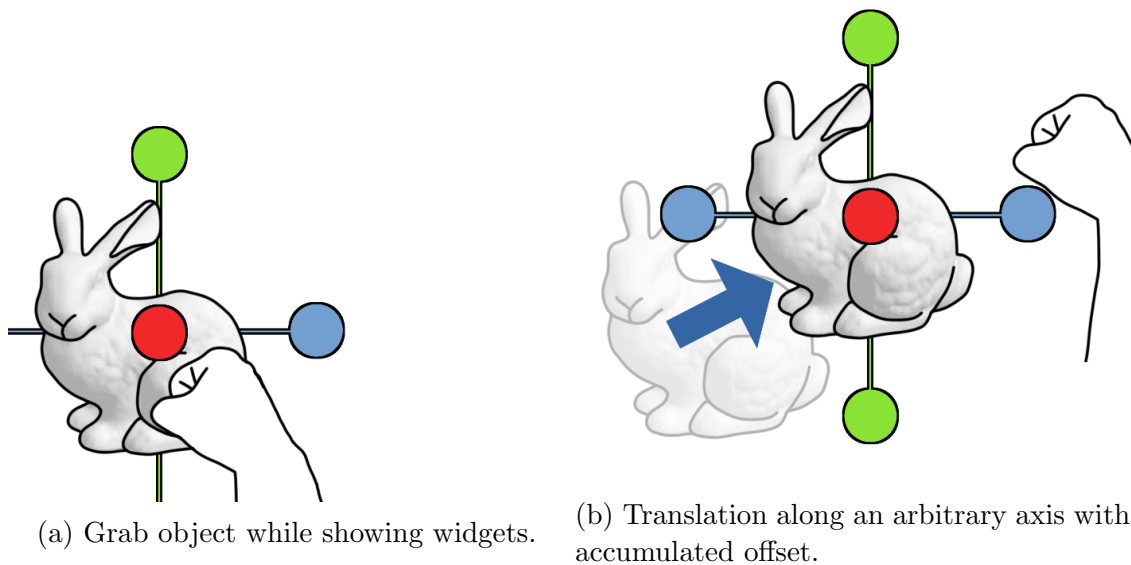 (a) Grab object while showing widgets.
(b) Translation along an arbitrary axis with
accumulated offset.